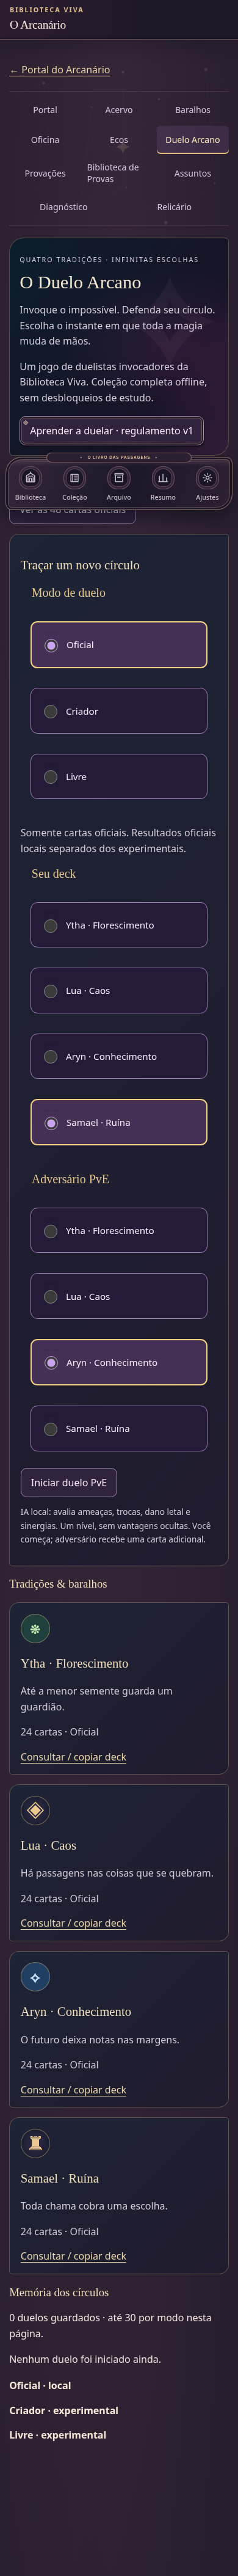 BIBLIOTECA VIVA
O Arcanário
← Portal do Arcanário
Portal
Acervo
Baralhos
Oficina
Ecos
Duelo Arcano
Provações
Biblioteca de
Provas
Assuntos
Diagnóstico
Relicário
QUATRO TRADIÇÕES · INFINITAS ESCOLHAS
O Duelo Arcano
Invoque o impossível. Defenda seu círculo.
Escolha o instante em que toda a magia
muda de mãos.
Um jogo de duelistas invocadores da
Biblioteca Viva. Coleção completa offline,
sem desbloqueios de estudo.
Aprender a duelar · regulamento v1
O LIVRO DAS PASSAGENS
Biblioteca
Coleção
Arquivo
Resumo
Ajustes
Ver as 48 cartas oficiais
Traçar um novo círculo
Modo de duelo
Oficial
Criador
Livre
Somente cartas oficiais. Resultados oficiais
locais separados dos experimentais.
Seu deck
Ytha · Florescimento
Lua · Caos
Aryn · Conhecimento
Samael · Ruína
Adversário PvE
Ytha · Florescimento
Lua · Caos
Aryn · Conhecimento
Samael · Ruína
Iniciar duelo PvE
IA local: avalia ameaças, trocas, dano letal e
sinergias. Um nível, sem vantagens ocultas. Você
começa; adversário recebe uma carta adicional.
Tradições & baralhos
Ytha · Florescimento
Até a menor semente guarda um
guardião.
24 cartas · Oficial
Consultar / copiar deck
Lua · Caos
Há passagens nas coisas que se quebram.
24 cartas · Oficial
Consultar / copiar deck
Aryn · Conhecimento
O futuro deixa notas nas margens.
24 cartas · Oficial
Consultar / copiar deck
Samael · Ruína
Toda chama cobra uma escolha.
24 cartas · Oficial
Consultar / copiar deck
Memória dos círculos
0 duelos guardados · até 30 por modo nesta
página.
Nenhum duelo foi iniciado ainda.
Oficial · local
Criador · experimental
Livre · experimental